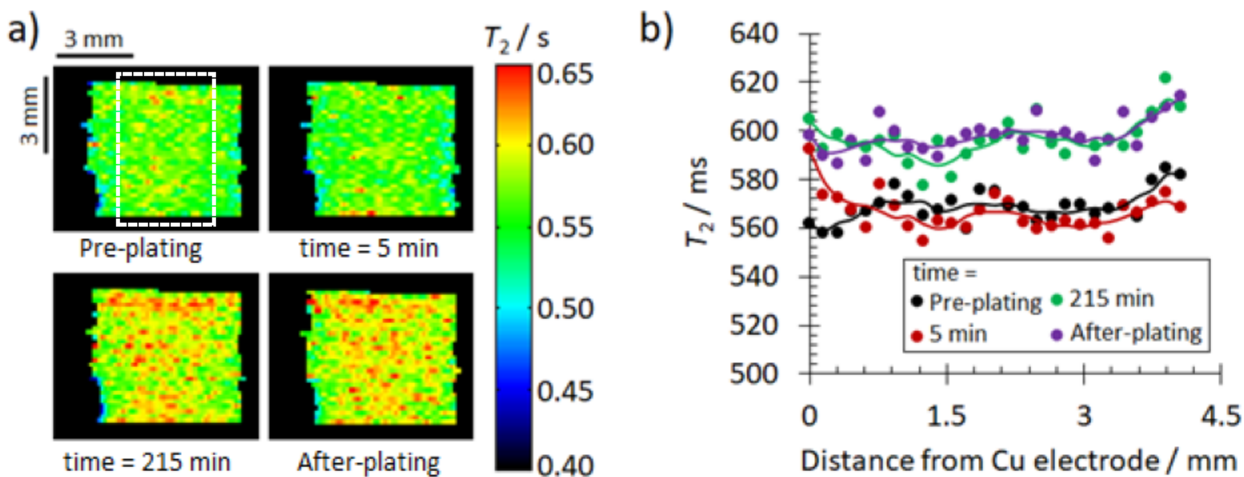 a)
3 mm
T2 / s
3 mm
0.65
0.60
0.55
0.50
0.45
0.40
Pre-plating
time = 5 min
time = 215 min
After-plating
b)
640
620
600
580
560
540
520
500
T2 / ms
time =
Pre-plating
215 min
5 min
After-plating
0
1.5
3
4.5
Distance from Cu electrode / mm